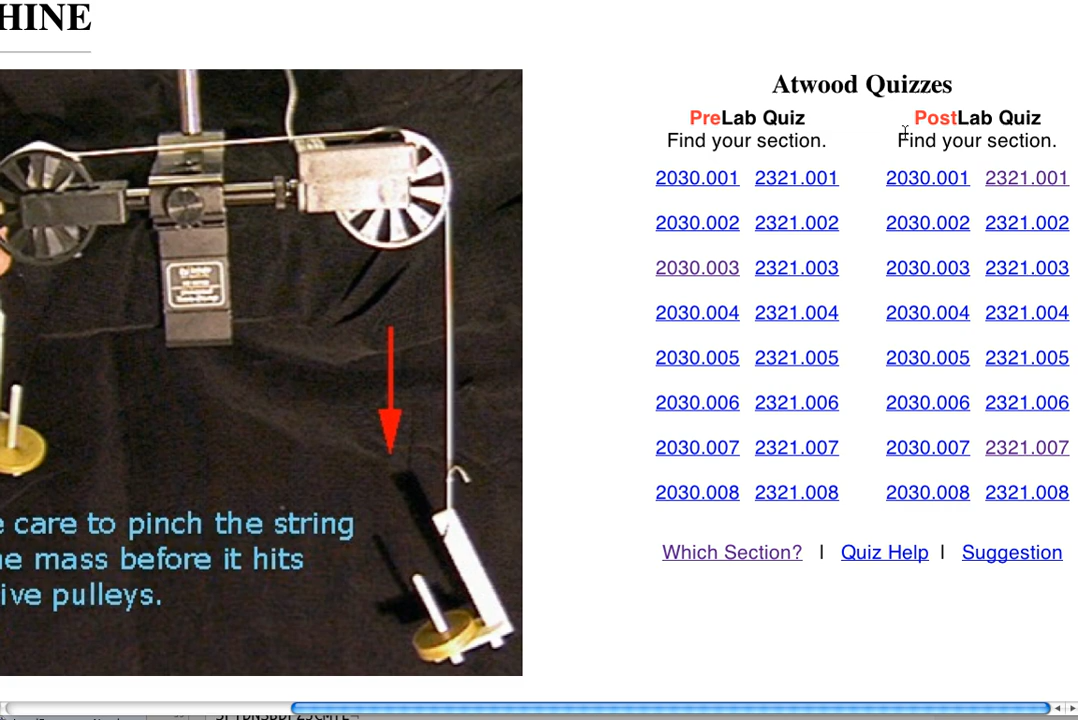 HINE
Atwood Quizzes
PreLab Quiz PostLab Quiz
Find your section. Find your section.
2030.001 2321.001 2030.001 2321.001
2030.002 2321.002 2030.002 2321.002
2030.003 2321.003 2030.003 2321.003
2030.004 2321.004 2030.004 2321.004
2030.005 2321.005 2030.005 2321.005
2030.006 2321.006 2030.006 2321.006
2030.007 2321.007 2030.007 2321.007
2030.008 2321.008 2030.008 2321.008
Which Section? | Quiz Help | Suggestion
e care to pinch the string
ne mass before it hits
ive pulleys.